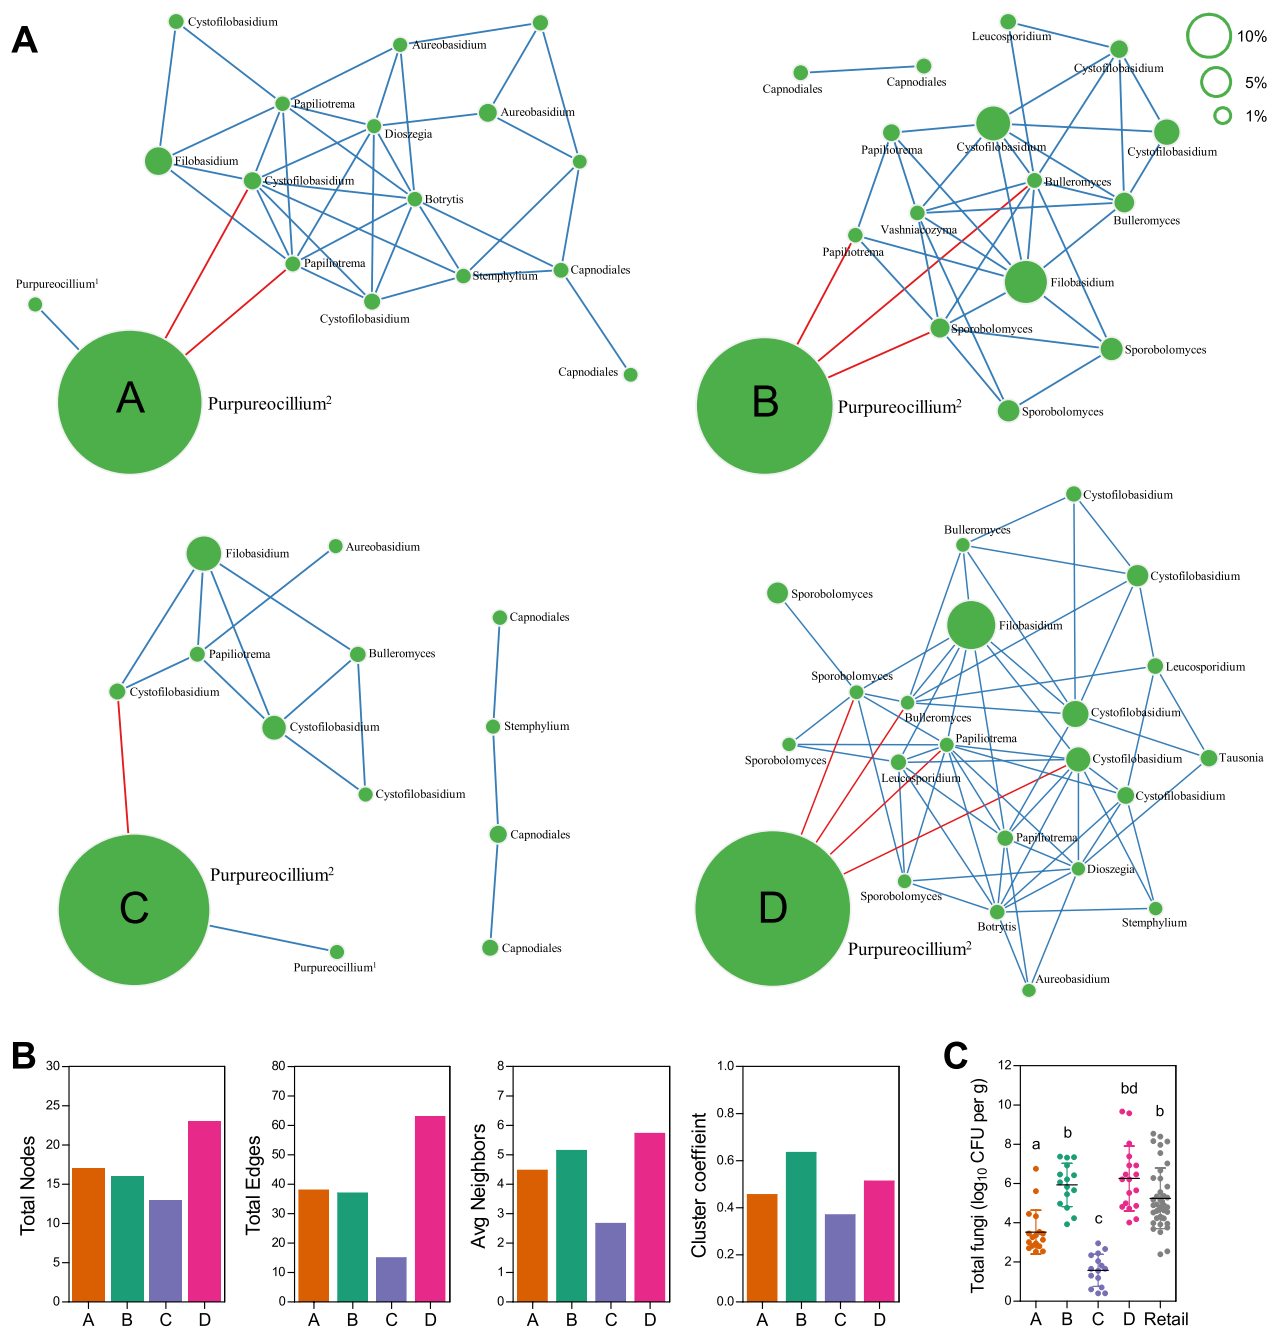 A
Cystofilobasidium
Aureobasidium
Papiliotrema
Aureobasidium
Dioszegia
Filobasidium
Cystofilobasidium
Botrytis
Papiliotrema
Stemphylium
Capnodiales
Purpureocillium¹
Cystofilobasidium
Capnodiales
A
Purpureocillium²
Leucosporidium
Cystofilobasidium
Capnodiales
Capnodiales
10%
5%
1%
Papiliotrema
Cystofilobasidium
Cystofilobasidium
Bulleromyces
Bulleromyces
Vashniacozyma
Papiliotrema
Filobasidium
Sporobolomyces
Sporobolomyces
Sporobolomyces
B
Purpureocillium²
Filobasidium
Aureobasidium
Papiliotrema
Bulleromyces
Cystofilobasidium
Cystofilobasidium
Cystofilobasidium
C
Purpureocillium²
Purpureocillium¹
Capnodiales
Stemphylium
Capnodiales
Capnodiales
Cystofilobasidium
Bulleromyces
Cystofilobasidium
Sporobolomyces
Filobasidium
Leucosporidium
Sporobolomyces
Bulleromyces
Cystofilobasidium
Papiliotrema
Sporobolomyces
Leucosporidium
Cystofilobasidium
Tausonia
Cystofilobasidium
Papiliotrema
Dioszegia
Sporobolomyces
Botrytis
Stemphylium
Aureobasidium
D
Purpureocillium²
B
Total Nodes
30
25
20
15
10
5
0
A B C D
Total Edges
80
70
60
50
40
30
20
10
0
A B C D
Avg Neighbors
8
7
6
5
4
3
2
1
0
A B C D
Cluster coeffieint
1.0
0.8
0.6
0.4
0.2
0.0
A B C D
C
Total fungi (log₁₀ CFU per g)
12
10
8
6
4
2
0
a
b
c
bd
b
A B C D Retail